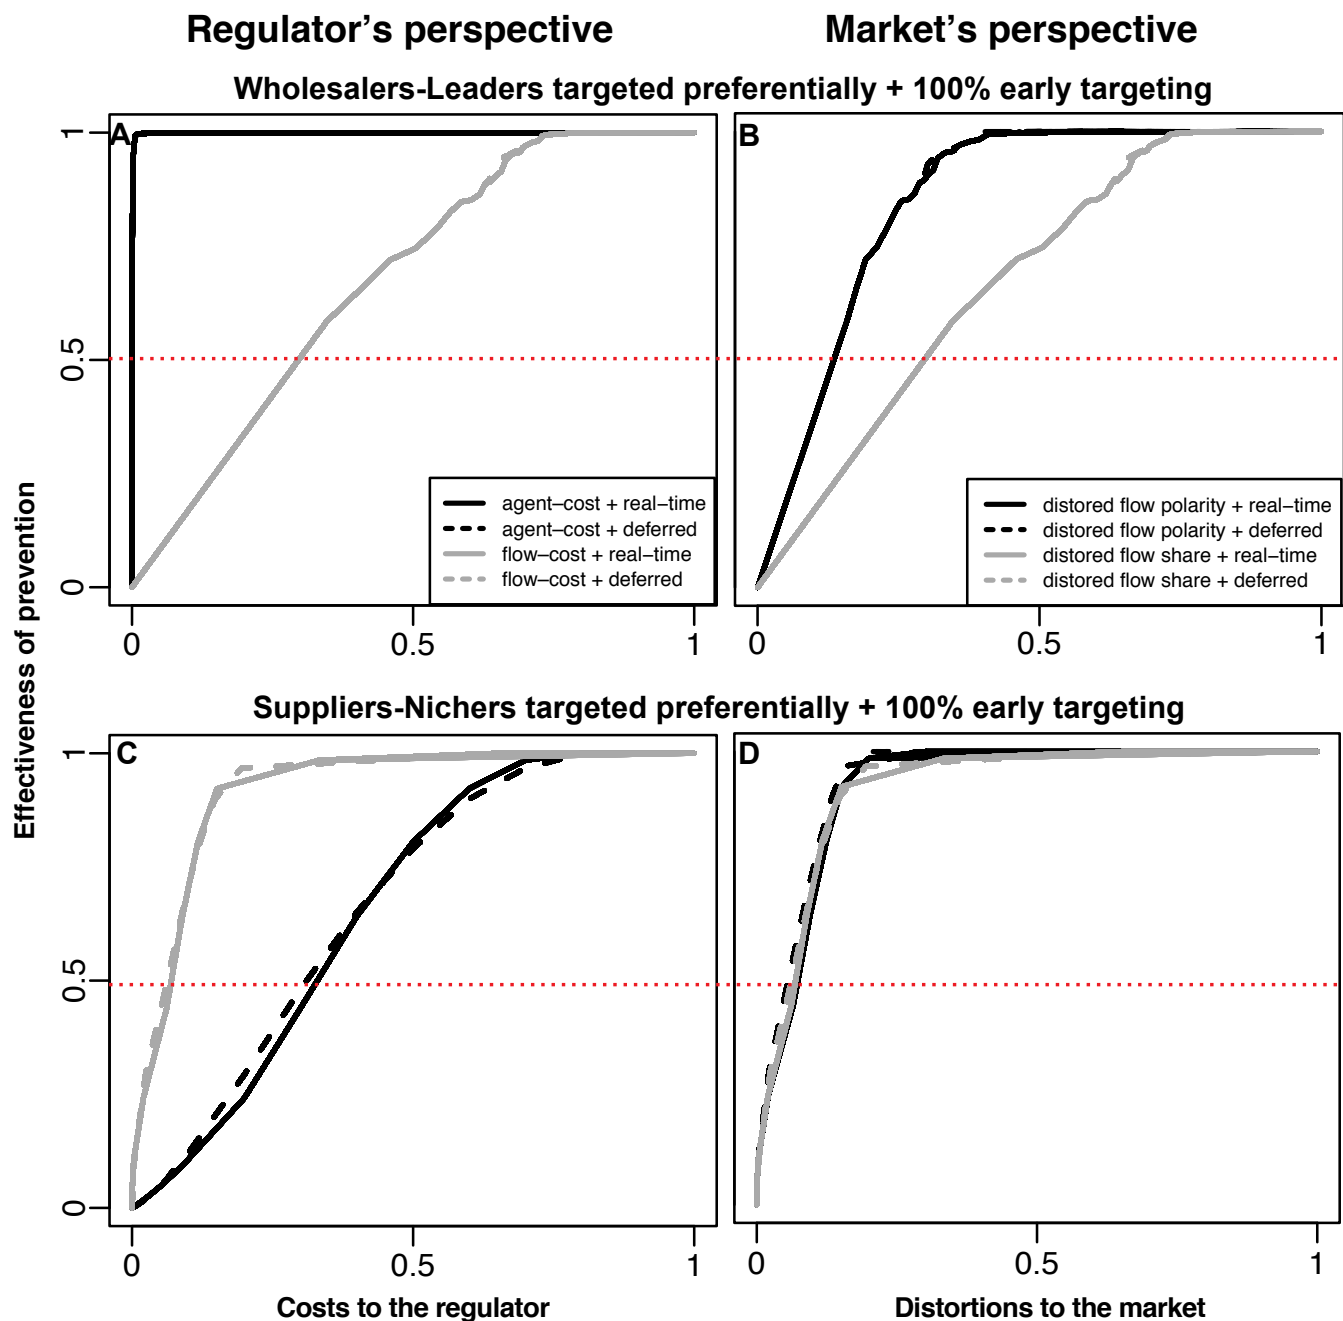 Regulator's perspective
Market's perspective
Wholesalers-Leaders targeted preferentially + 100% early targeting
A
B
1
0.5
0
agent–cost + real–time
agent–cost + deferred
flow–cost + real–time
flow–cost + deferred
distored flow polarity + real–time
distored flow polarity + deferred
distored flow share + real–time
distored flow share + deferred
0 0.5 1
0 0.5 1
Effectiveness of prevention
Suppliers-Nichers targeted preferentially + 100% early targeting
C
D
1
0.5
0
0 0.5 1
0 0.5 1
Costs to the regulator
Distortions to the market